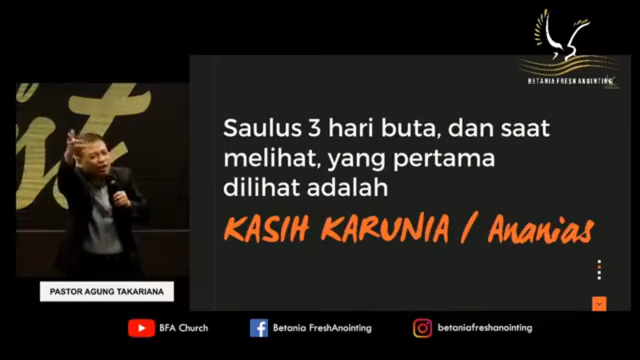 BETANIA FRESH ANOINTING
Saulus 3 hari buta, dan saat
melihat, yang pertama
dilihat adalah
KASIH KARUNIA / Ananias
PASTOR AGUNG TAKARIANA
BFA Church
Betania FreshAnointing
betaniafreshanointing